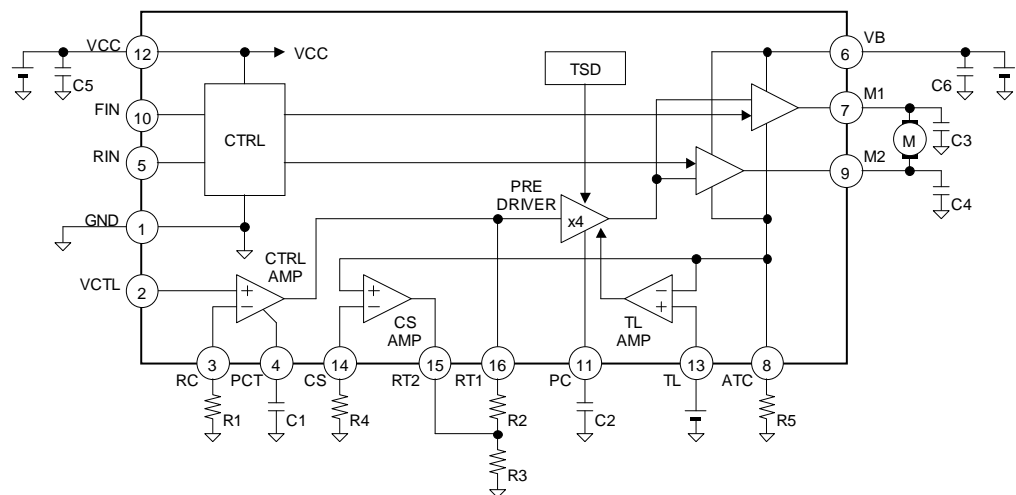 VCC
12
VCC
C5
FIN
10
CTRL
RIN
5
GND
1
VCTL
2
TSD
VB
6
C6
M1
7
M
C3
M2
9
C4
PRE
DRIVER
x4
CTRL
AMP
+
−
+
−
CS
AMP
−
+
TL
AMP
3
4
14
15
16
11
13
8
RC
PCT
CS
RT2
RT1
PC
TL
ATC
R1
C1
R4
R2
C2
R5
R3